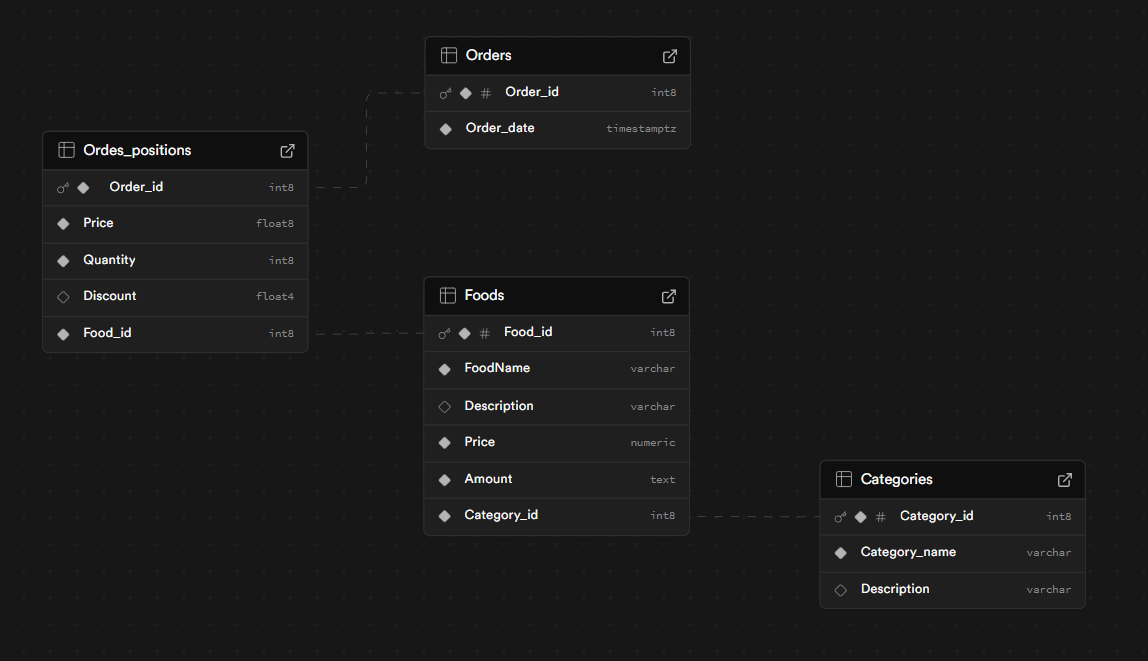 Orders
# Order_id int8
Order_date timestamptz
Ordes_positions
Order_id int8
Price float8
Quantity int8
Discount float4
Food_id int8
Foods
# Food_id int8
FoodName varchar
Description varchar
Price numeric
Amount text
Category_id int8
Categories
# Category_id int8
Category_name varchar
Description varchar